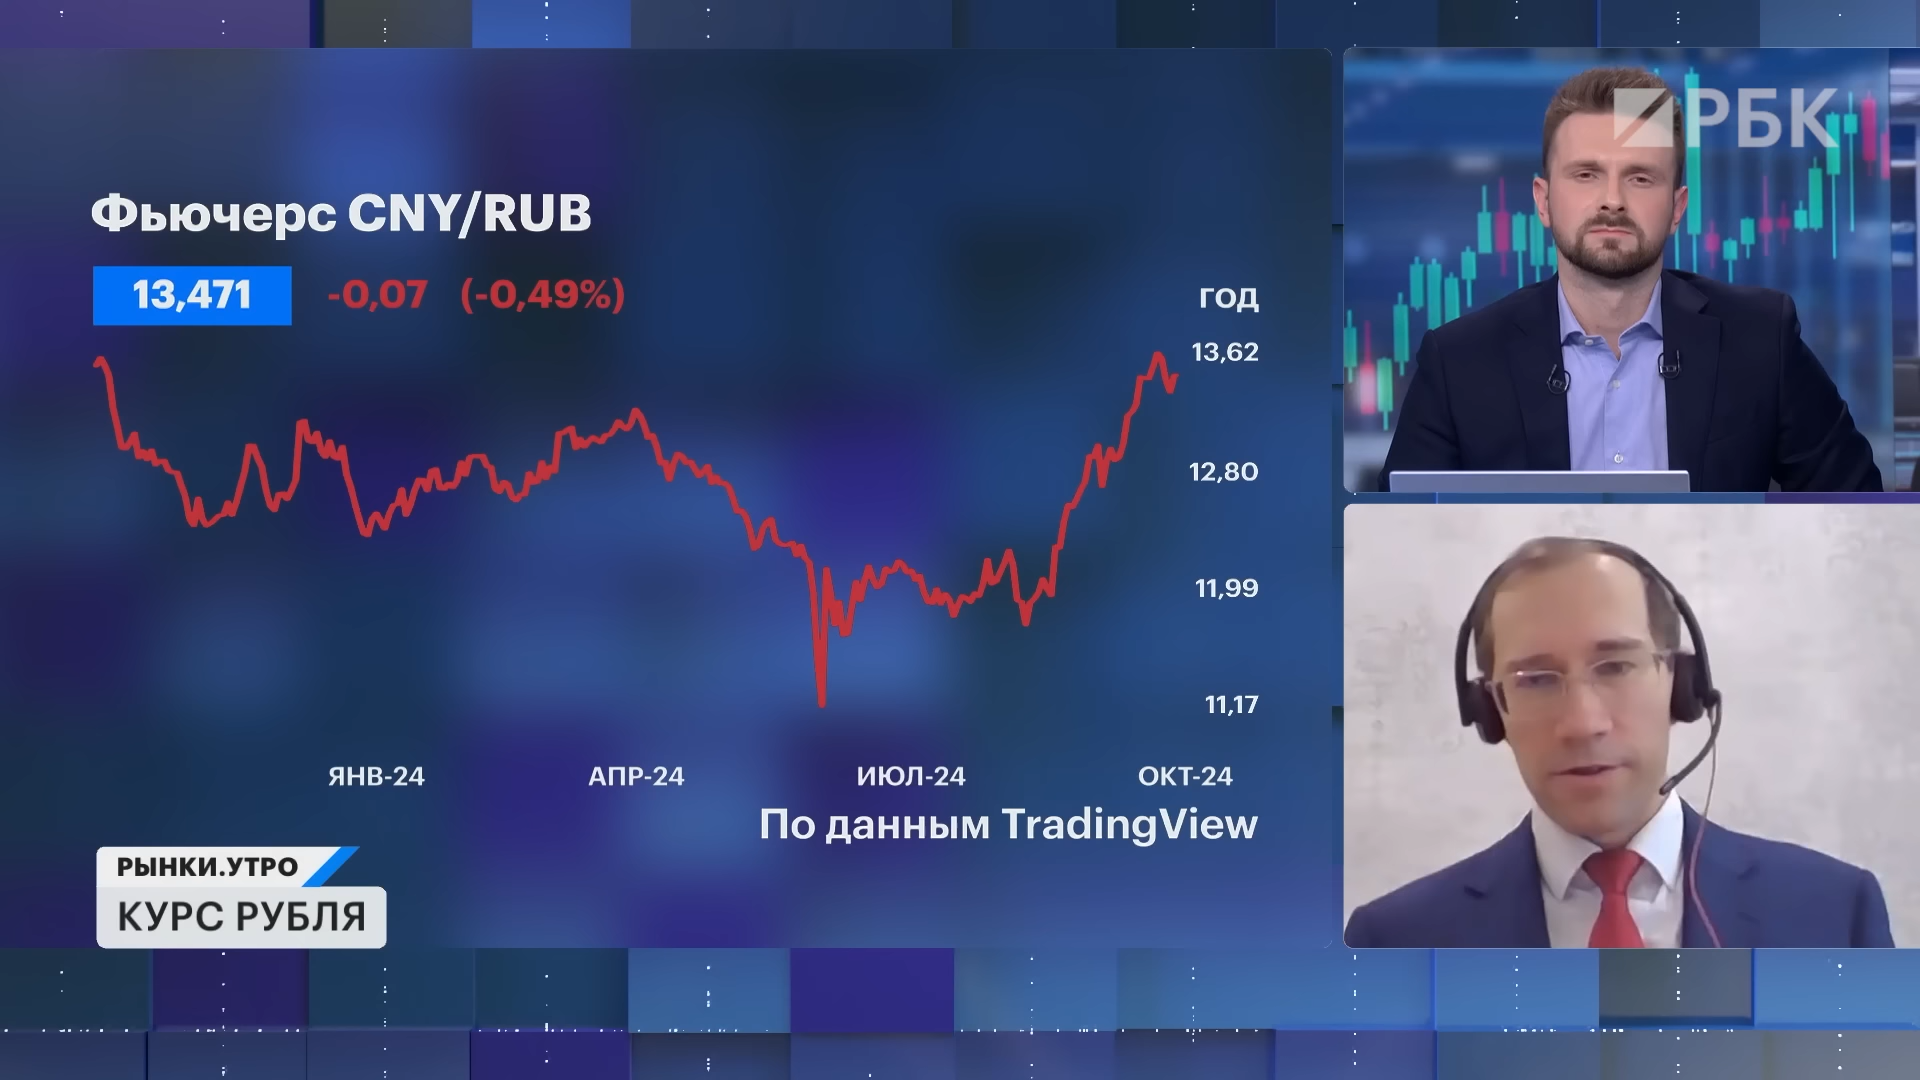 Фьючерс CNY/RUB
13,471 -0,07 (-0,49%)
ГОД
13,62
12,80
11,99
11,17
ЯНВ-24 АПР-24 ИЮЛ-24 ОКТ-24
По данным TradingView
РЫНКИ.УТРО
КУРС РУБЛЯ
РБК